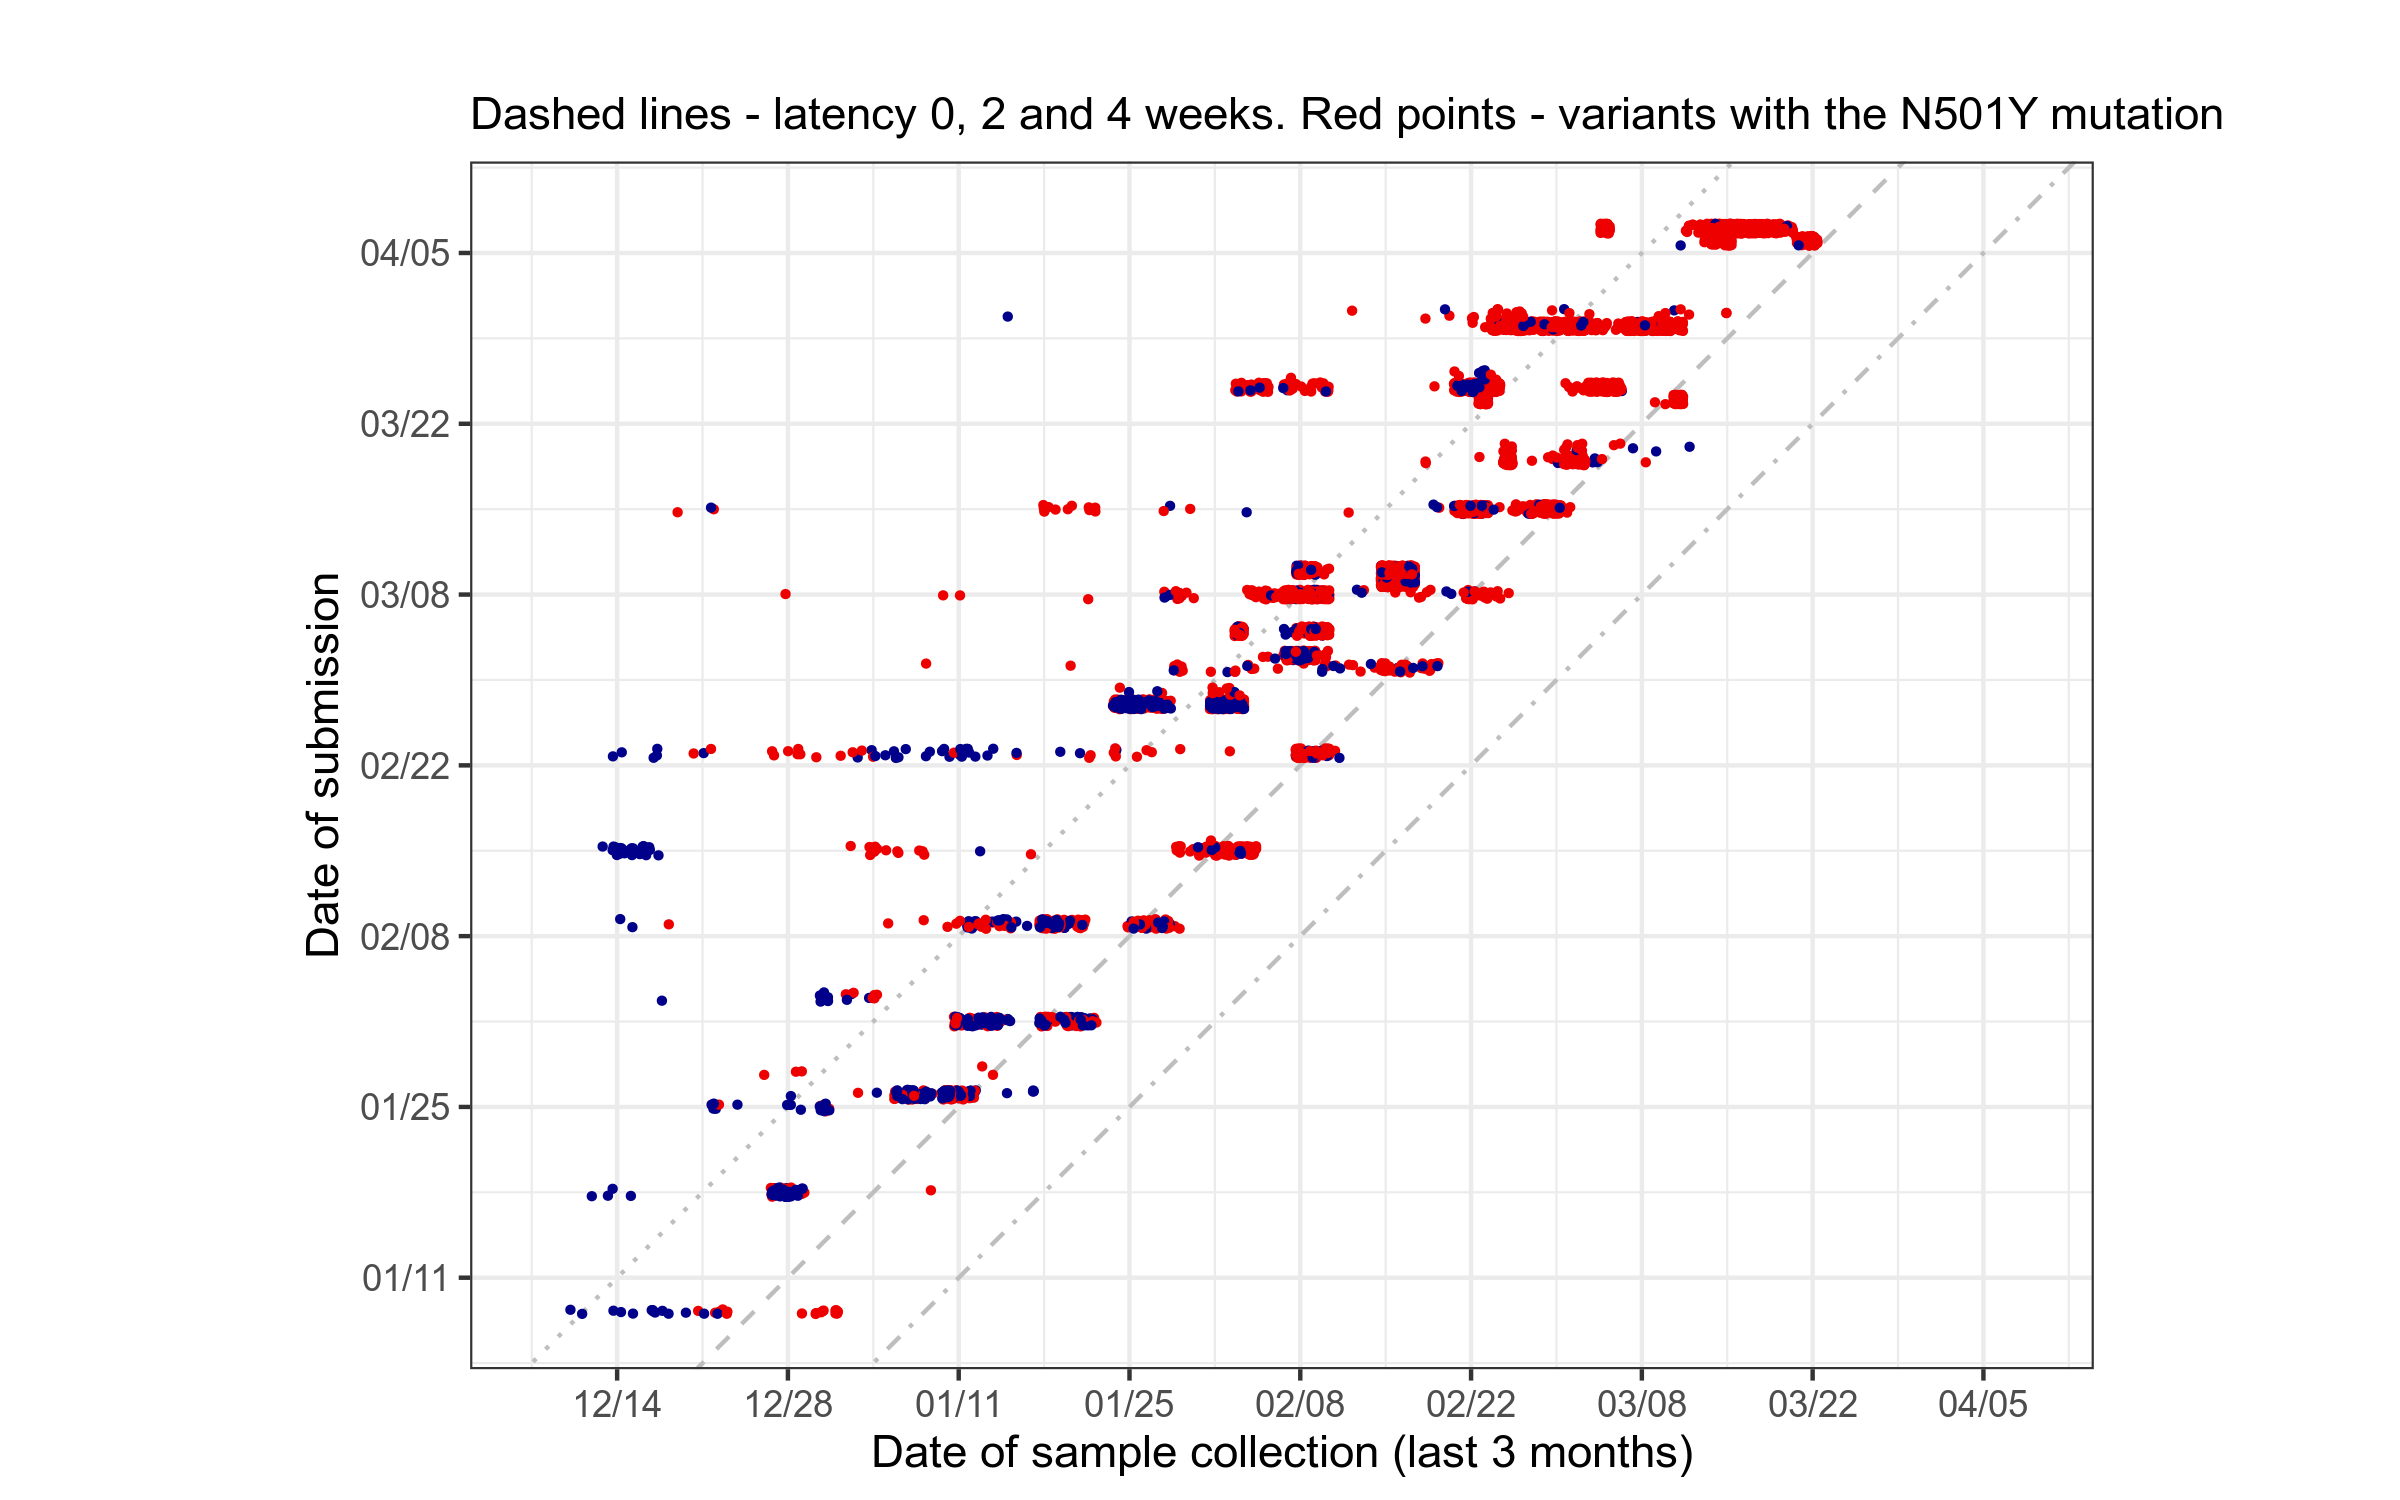 Dashed lines - latency 0, 2 and 4 weeks. Red points - variants with the N501Y mutation
Date of submission
04/05
03/22
03/08
02/22
02/08
01/25
01/11
12/14 12/28 01/11 01/25 02/08 02/22 03/08 03/22 04/05
Date of sample collection (last 3 months)